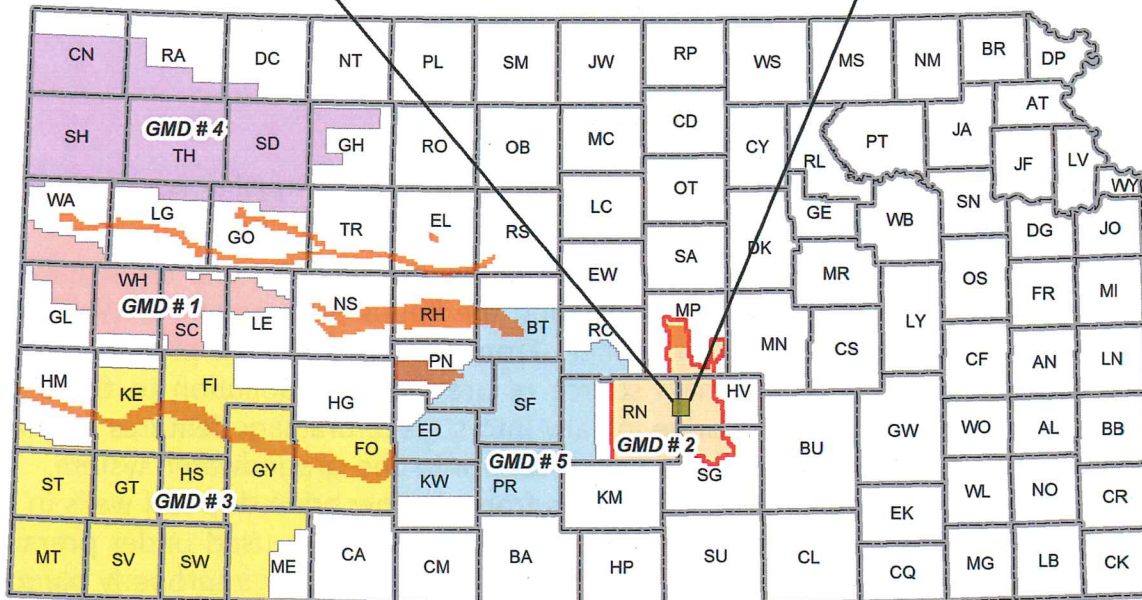 CN RA DC NT PL SM JW RP WS MS NM BR DP
SH GMD # 4 TH SD GH RO OB MC CD CY RL PT JA AT
JF LV WY
WA LG GO TR EL RS LC OT DK GE WB SN DG JO
SA MR OS FR MI
EW
GL WH GMD # 1 SC LE NS RH BT RC MP MN CS LY
PN CF AN LN
HM KE FI HG ED SF RN HV GW
FO GMD # 2 BU WO AL BB
ST GT HS GY KW GMD # 5 SG
GMD # 3 PR KM WL NO CR
EK
MT SV SW ME CA CM BA HP SU CL CQ MG LB CK